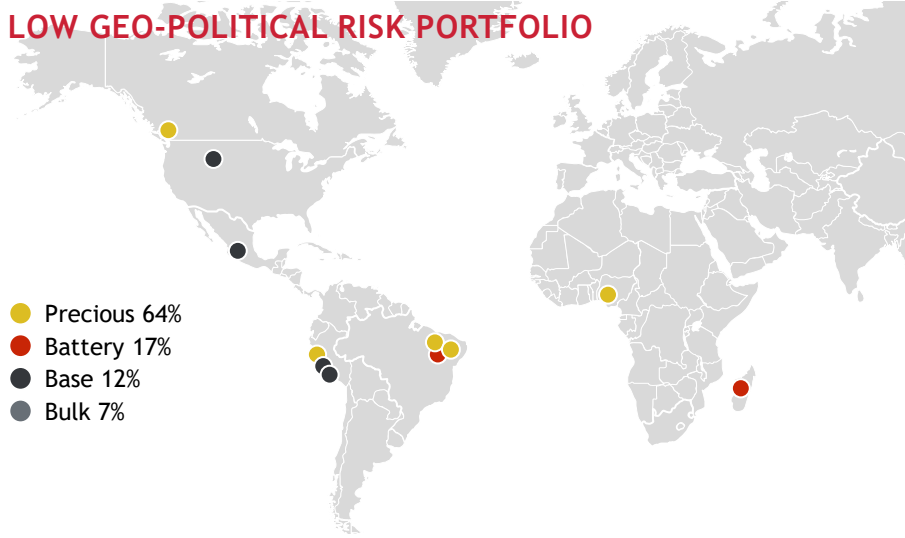 LOW GEO-POLITICAL RISK PORTFOLIO
Precious 64%
Battery 17%
Base 12%
Bulk 7%